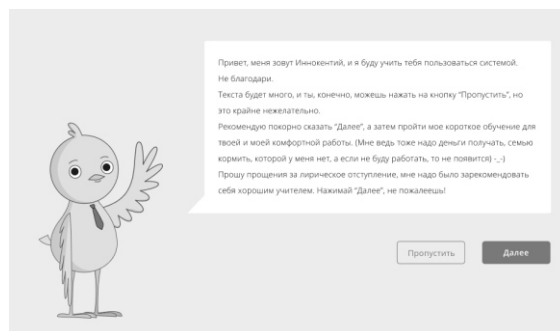 Привет, меня зовут Иннокентий, и я буду учить тебя пользоваться системой.
Не благодари.
Текста будет много, и ты, конечно, можешь нажать на кнопку “Пропустить”, но
это крайне нежелательно.
Рекомендую покорно сказать “Далее”, а затем пройти мое короткое обучение для
твоей и моей комфортной работы. (Мне ведь тоже надо деньги получать, семью
кормить, которой у меня нет, а если не буду работать, то не появится) -_-)
Прошу прощения за лирическое отступление, мне надо было зарекомендовать
себя хорошим учителем. Нажимай “Далее”, не пожалеешь!
Пропустить
Далее